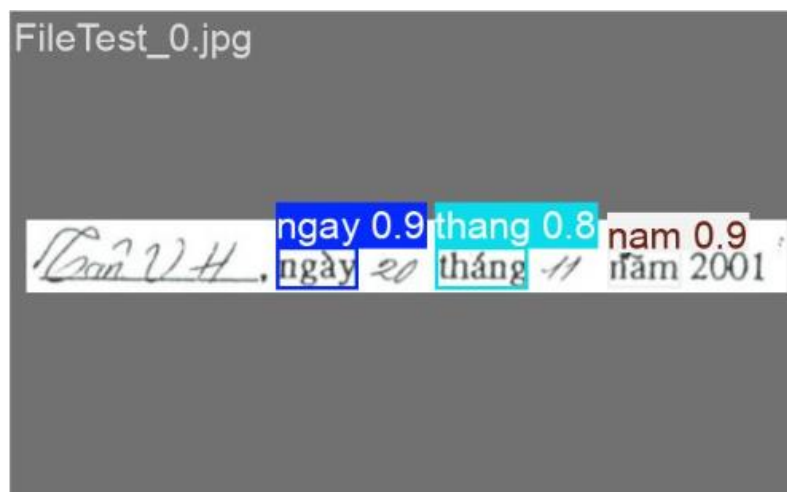 FileTest_0.jpg
ngay 0.9 thang 0.8 nam 0.9
, ngày 20 tháng 11 năm 2001